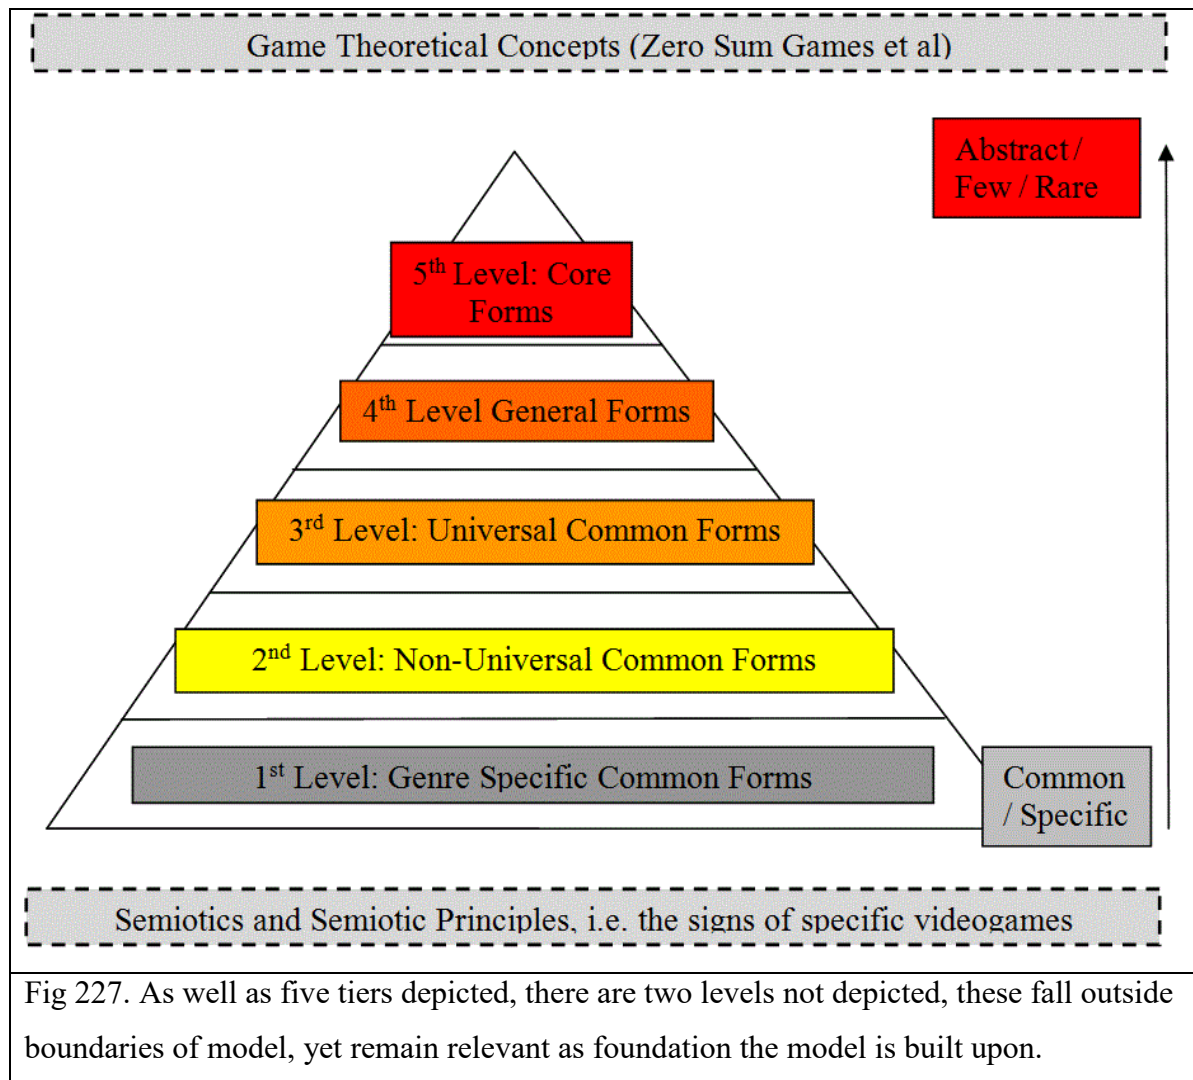 Game Theoretical Concepts (Zero Sum Games et al)
Abstract /
Few / Rare
5th Level: Core
Forms
4th Level General Forms
3rd Level: Universal Common Forms
2nd Level: Non-Universal Common Forms
1st Level: Genre Specific Common Forms
Common
/ Specific
Semiotics and Semiotic Principles, i.e. the signs of specific videogames
Fig 227. As well as five tiers depicted, there are two levels not depicted, these fall outside
boundaries of model, yet remain relevant as foundation the model is built upon.